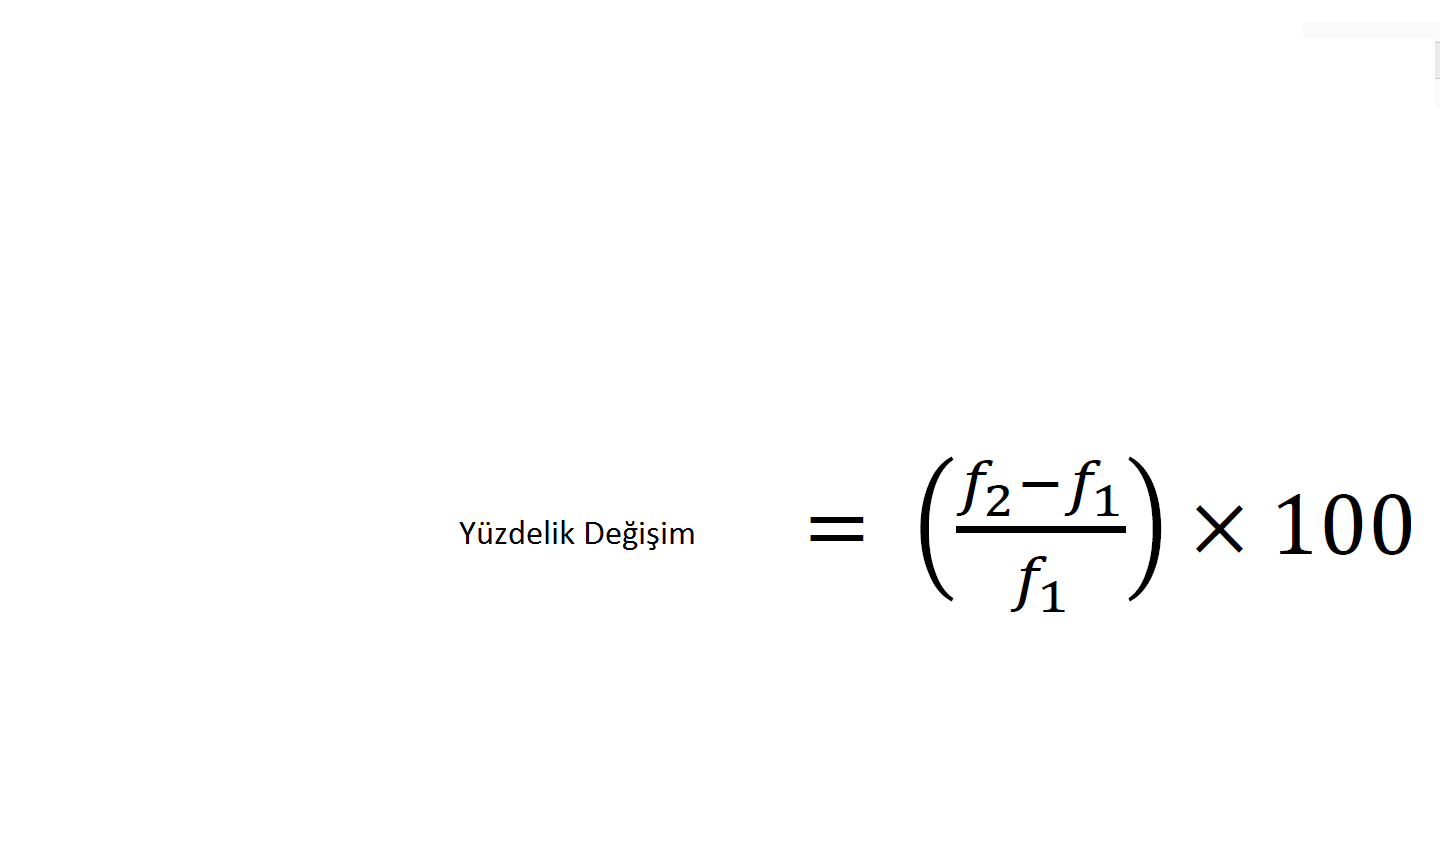 Yüzdelik Değişim = (f₂−f₁ / f₁) × 100